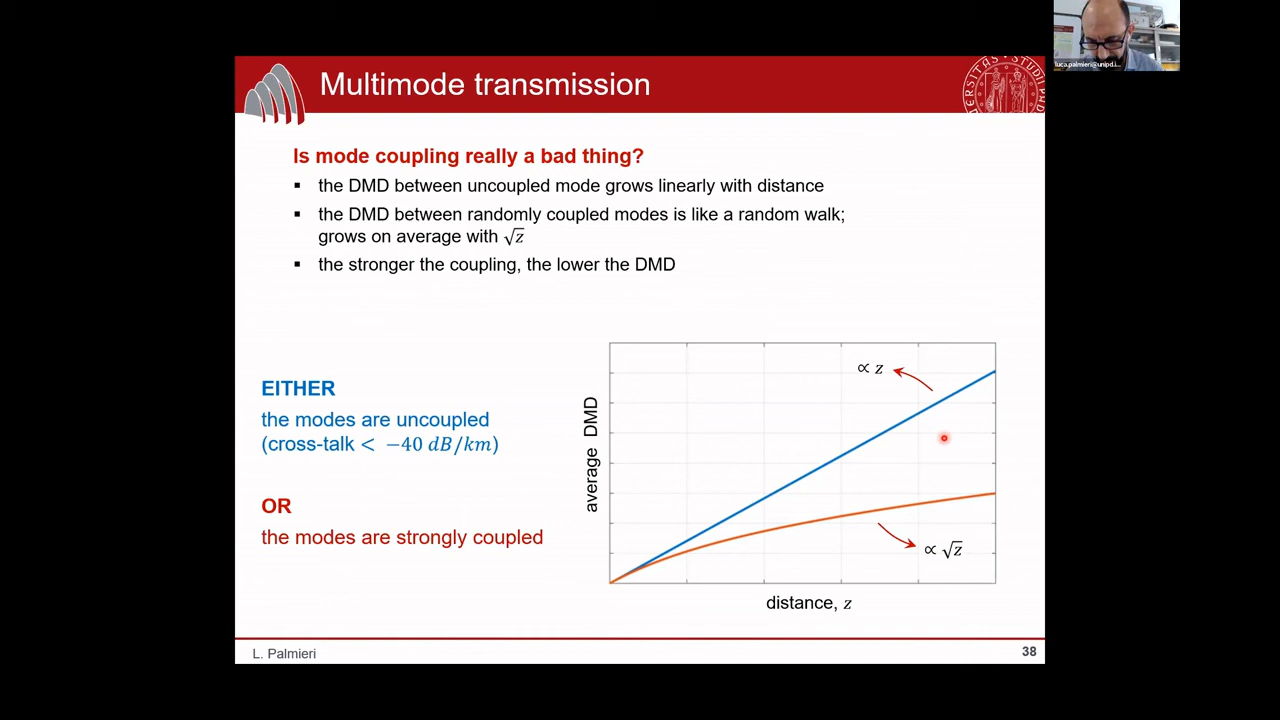 luca.palmieri@unipd.i...
Multimode transmission
Is mode coupling really a bad thing?
▪ the DMD between uncoupled mode grows linearly with distance
▪ the DMD between randomly coupled modes is like a random walk;
grows on average with √z
▪ the stronger the coupling, the lower the DMD
EITHER
the modes are uncoupled
(cross-talk < −40 dB/km)
OR
the modes are strongly coupled
average DMD
∝ z
∝ √z
distance, z
L. Palmieri
38